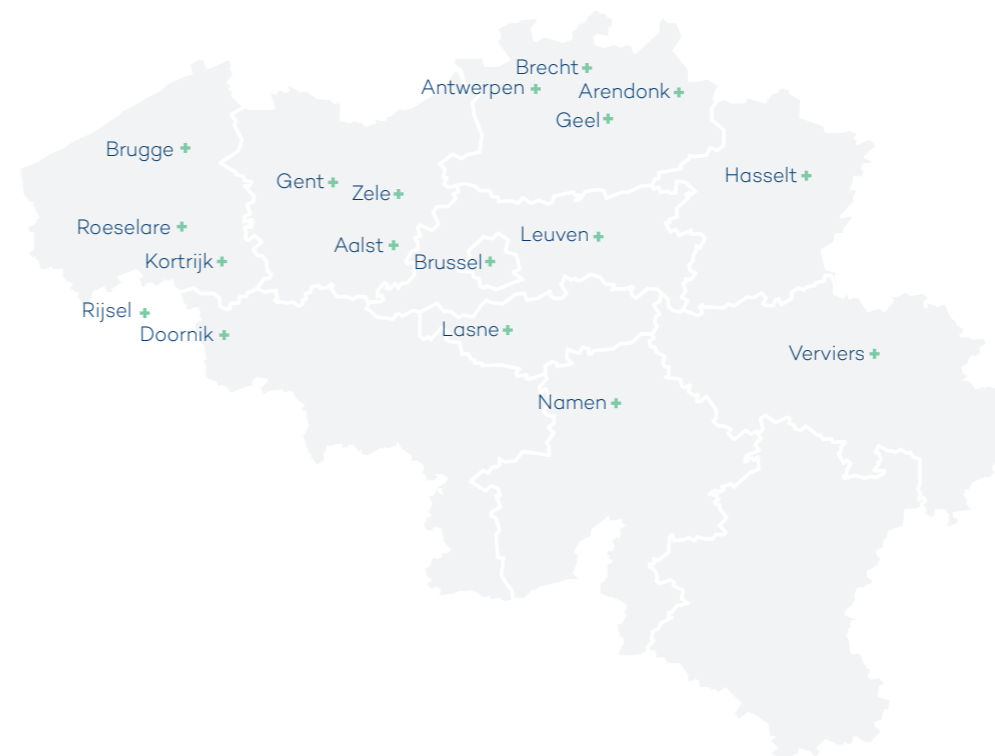 Brecht
Antwerpen
Arendonk
Geel
Brugge
Hasselt
Gent
Zele
Roeselare
Leuven
Aalst
Kortrijk
Brussel
Rijsel
Lasne
Doornik
Verviers
Namen